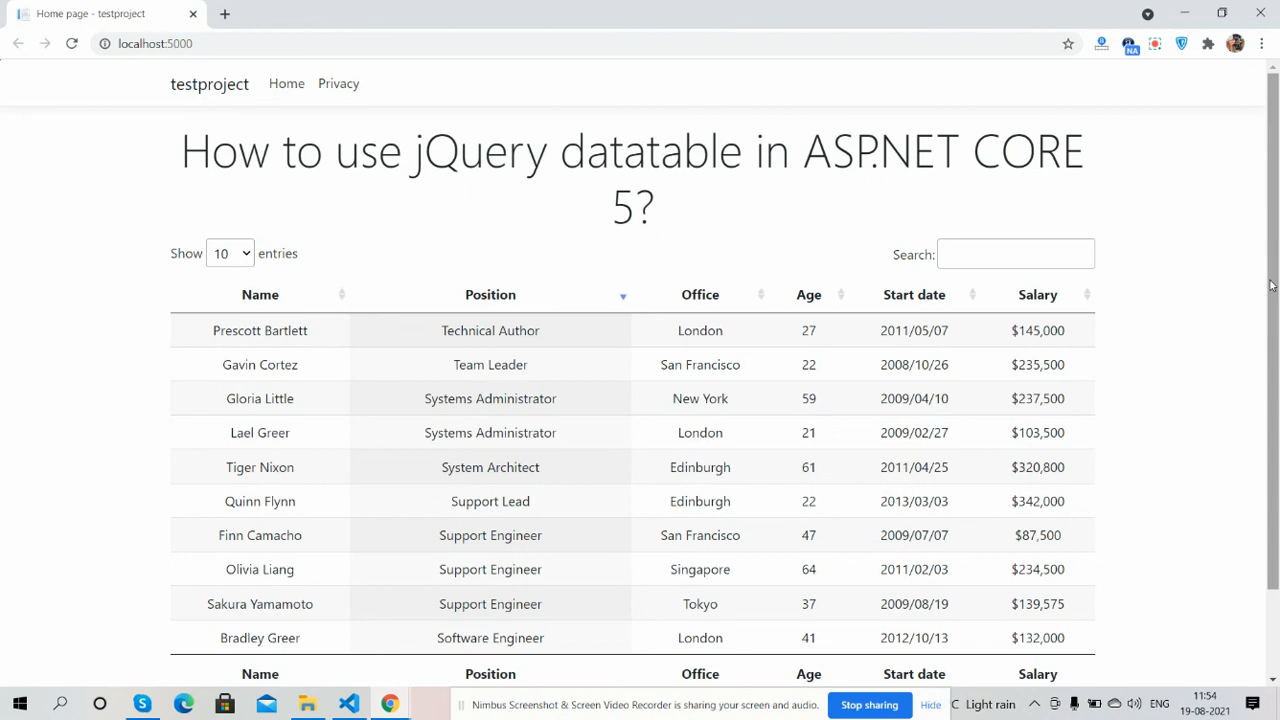 Home page - testproject
localhost:5000
NA
testproject Home Privacy
How to use jQuery datatable in ASP.NET CORE
5?
Show 10 entries Search:
Name Position Office Age Start date Salary
Prescott Bartlett Technical Author London 27 2011/05/07 $145,000
Gavin Cortez Team Leader San Francisco 22 2008/10/26 $235,500
Gloria Little Systems Administrator New York 59 2009/04/10 $237,500
Lael Greer Systems Administrator London 21 2009/02/27 $103,500
Tiger Nixon System Architect Edinburgh 61 2011/04/25 $320,800
Quinn Flynn Support Lead Edinburgh 22 2013/03/03 $342,000
Finn Camacho Support Engineer San Francisco 47 2009/07/07 $87,500
Olivia Liang Support Engineer Singapore 64 2011/02/03 $234,500
Sakura Yamamoto Support Engineer Tokyo 37 2009/08/19 $139,575
Bradley Greer Software Engineer London 41 2012/10/13 $132,000
Name Position Office Age Start date Salary
Nimbus Screenshot & Screen Video Recorder is sharing your screen and audio. Stop sharing Hide C Light rain ENG 11:54
19-08-2021